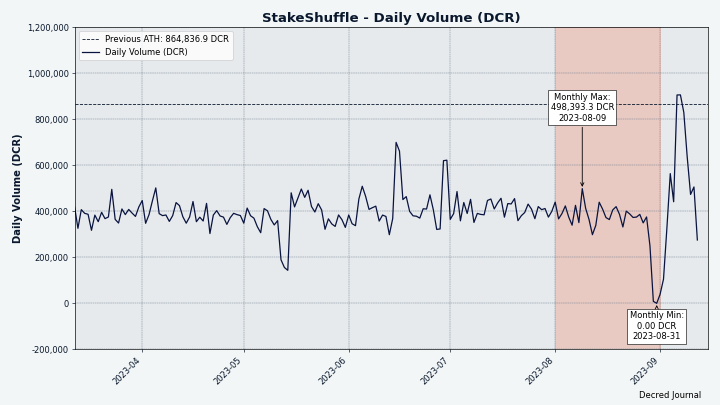 StakeShuffle - Daily Volume (DCR)
Previous ATH: 864,836.9 DCR
Daily Volume (DCR)
1,200,000
1,000,000
800,000
600,000
400,000
200,000
0
-200,000
Daily Volume (DCR)
Monthly Max:
498,393.3 DCR
2023-08-09
Monthly Min:
0.00 DCR
2023-08-31
2023-04
2023-05
2023-06
2023-07
2023-08
2023-09
Decred Journal